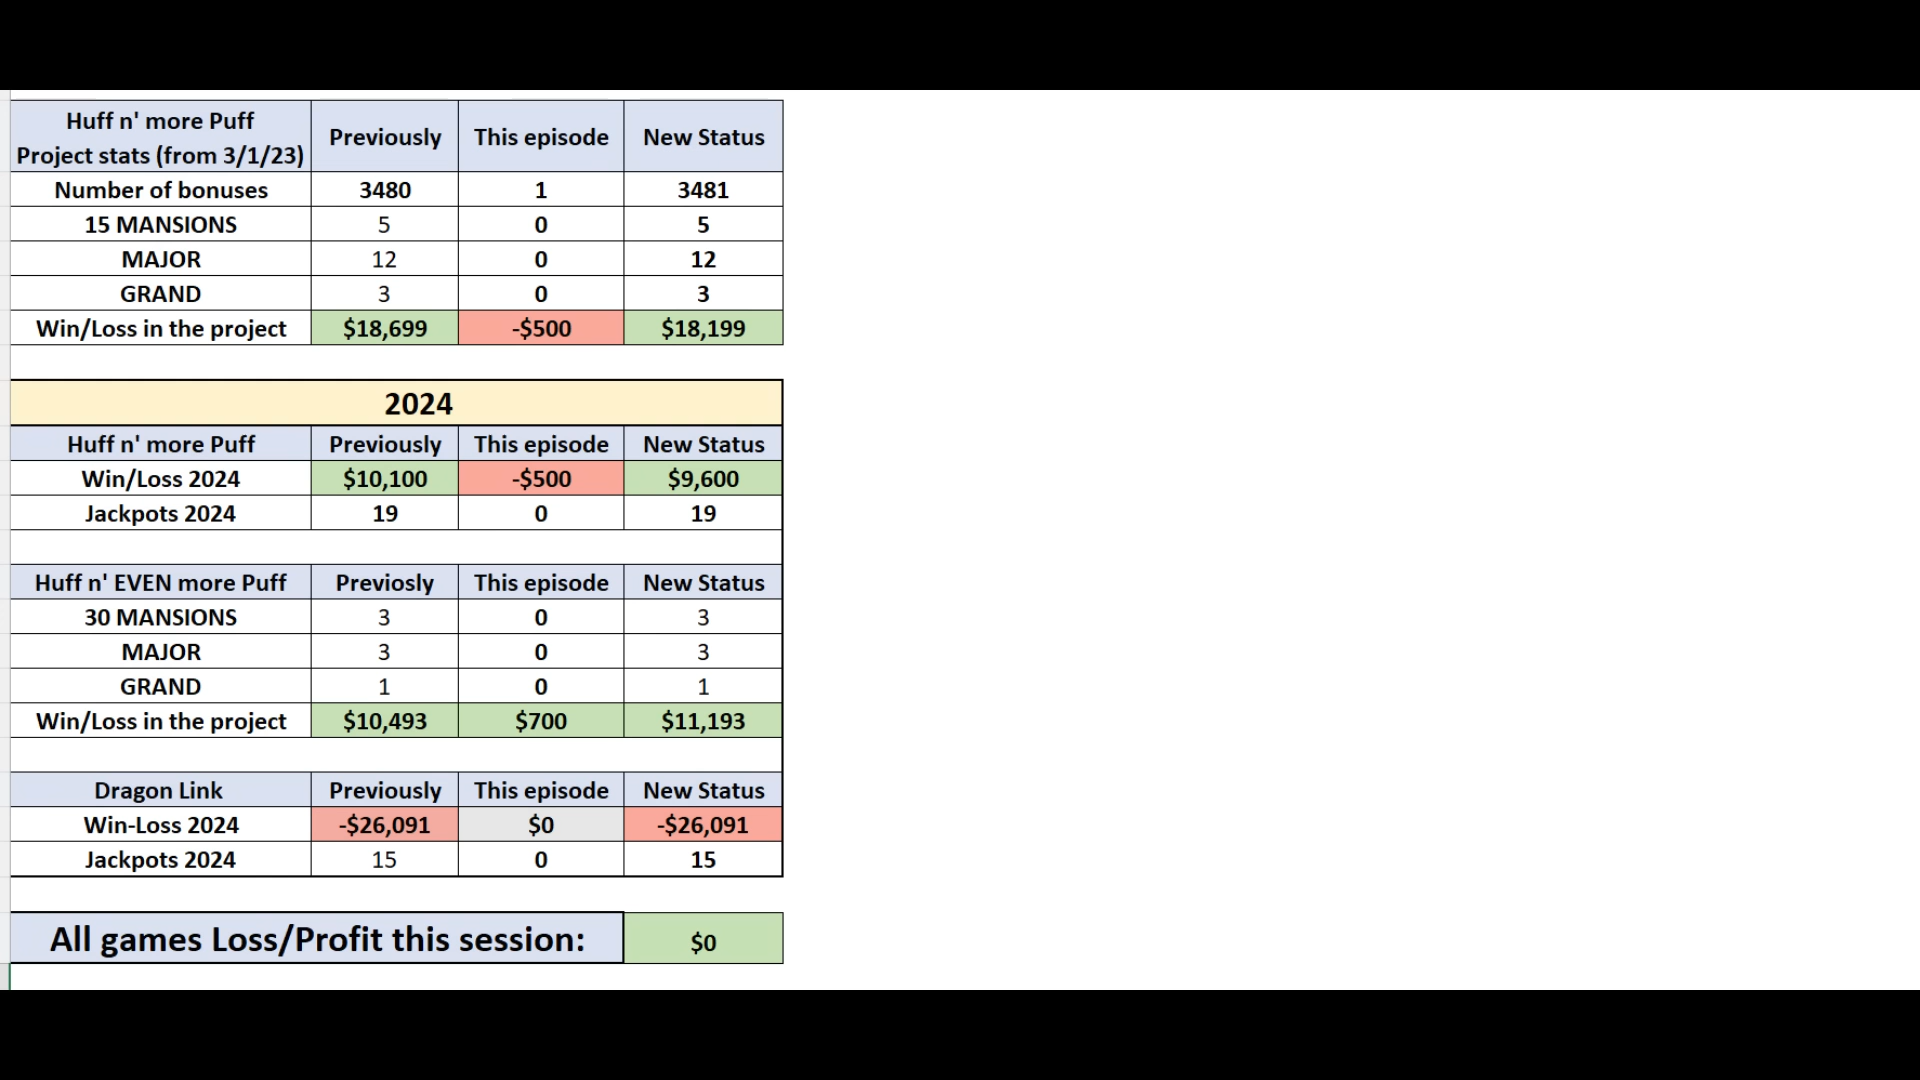 Huff n' more Puff
Project stats (from 3/1/23) Previously This episode New Status
Number of bonuses 3480 1 3481
15 MANSIONS 5 0 5
MAJOR 12 0 12
GRAND 3 0 3
Win/Loss in the project $18,699 -$500 $18,199
2024
Huff n' more Puff Previously This episode New Status
Win/Loss 2024 $10,100 -$500 $9,600
Jackpots 2024 19 0 19
Huff n' EVEN more Puff Previosly This episode New Status
30 MANSIONS 3 0 3
MAJOR 3 0 3
GRAND 1 0 1
Win/Loss in the project $10,493 $700 $11,193
Dragon Link Previously This episode New Status
Win-Loss 2024 -$26,091 $0 -$26,091
Jackpots 2024 15 0 15
All games Loss/Profit this session: $0